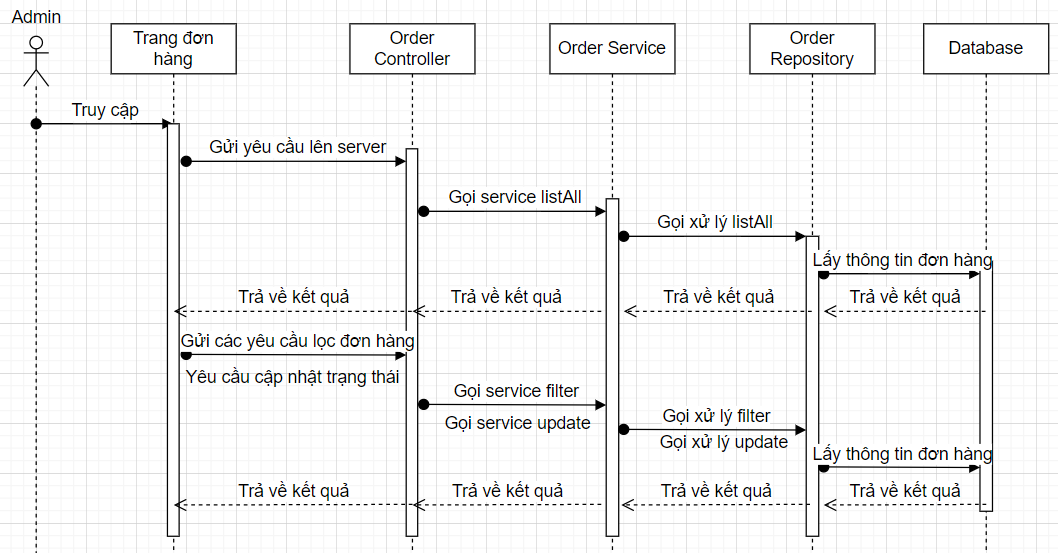 Admin
Trang đơn
hàng
Order
Controller
Order Service
Order
Repository
Database
Truy cập
Gửi yêu cầu lên server
Gọi service listAll
Gọi xử lý listAll
Lấy thông tin đơn hàng
Trả về kết quả
Trả về kết quả
Trả về kết quả
Trả về kết quả
Gửi các yêu cầu lọc đơn hàng
Yêu cầu cập nhật trạng thái
Gọi service filter
Gọi service update
Gọi xử lý filter
Gọi xử lý update
Lấy thông tin đơn hàng
Trả về kết quả
Trả về kết quả
Trả về kết quả
Trả về kết quả